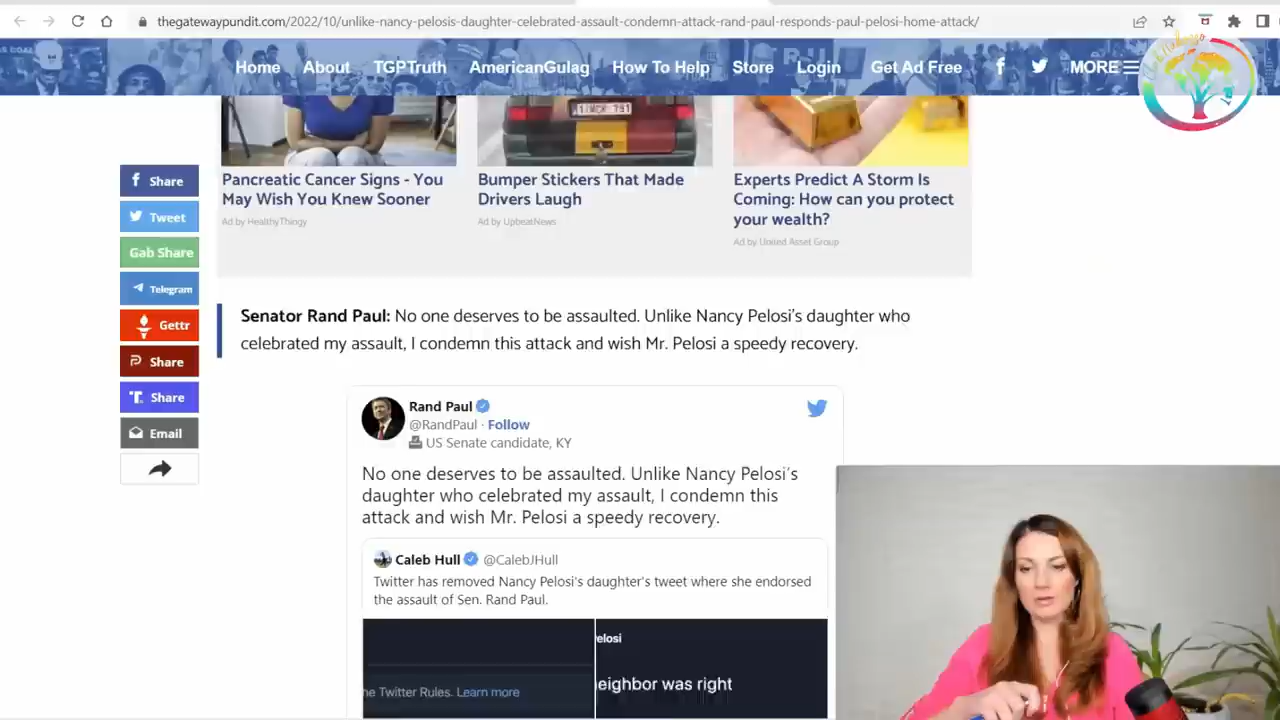 thegatewaypundit.com/2022/10/unlike-nancy-pelosis-daughter-celebrated-assault-condemn-attack-rand-paul-responds-paul-pelosi-home-attack/
Home About TGPTruth AmericanGulag How To Help Store Login Get Ad Free MORE
Pancreatic Cancer Signs - You
May Wish You Knew Sooner
Ad by HealthyThingy
Bumper Stickers That Made
Drivers Laugh
Ad by UpbeatNews
Experts Predict A Storm Is
Coming: How can you protect
your wealth?
Ad by United Asset Group
Share
Tweet
Gab Share
Telegram
Gettr
Share
Share
Email
Senator Rand Paul: No one deserves to be assaulted. Unlike Nancy Pelosi’s daughter who
celebrated my assault, I condemn this attack and wish Mr. Pelosi a speedy recovery.
Rand Paul
@RandPaul · Follow
US Senate candidate, KY
No one deserves to be assaulted. Unlike Nancy Pelosi’s
daughter who celebrated my assault, I condemn this
attack and wish Mr. Pelosi a speedy recovery.
Caleb Hull @CalebJHull
Twitter has removed Nancy Pelosi's daughter's tweet where she endorsed
the assault of Sen. Rand Paul.
elosi
eighbor was right
he Twitter Rules. Learn more